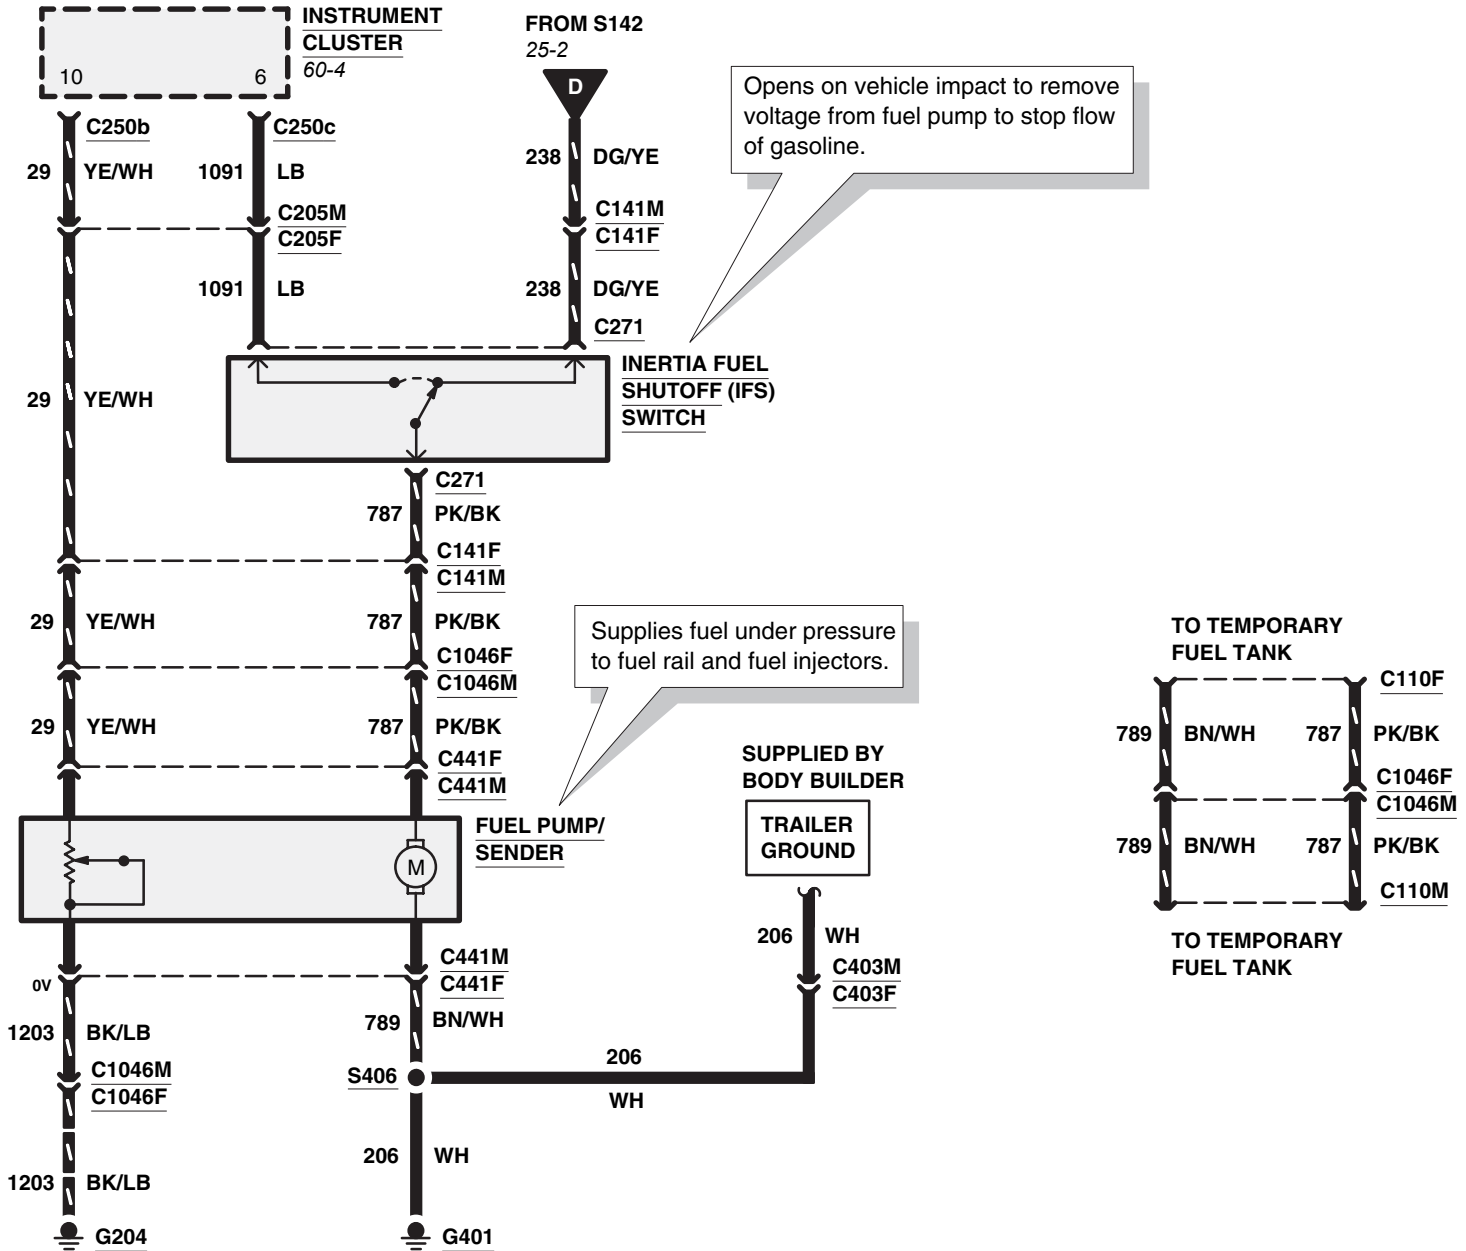 INSTRUMENT
CLUSTER
60-4
10
6
FROM S142
25-2
D
Opens on vehicle impact to remove
voltage from fuel pump to stop flow
of gasoline.
C250b
C250c
29 YE/WH
1091 LB
238 DG/YE
C205M
C205F
C141M
C141F
1091 LB
238 DG/YE
C271
INERTIA FUEL
SHUTOFF (IFS)
SWITCH
29 YE/WH
C271
787 PK/BK
C141F
C141M
29 YE/WH
787 PK/BK
Supplies fuel under pressure
to fuel rail and fuel injectors.
C1046F
C1046M
29 YE/WH
787 PK/BK
C441F
C441M
FUEL PUMP/
SENDER
M
SUPPLIED BY
BODY BUILDER
TRAILER
GROUND
206 WH
C403M
C403F
C441M
C441F
0V
1203 BK/LB
789 BN/WH
C1046M
C1046F
S406
206
WH
1203 BK/LB
206 WH
G204
G401
TO TEMPORARY
FUEL TANK
C110F
789 BN/WH
787 PK/BK
C1046F
C1046M
789 BN/WH
787 PK/BK
C110M
TO TEMPORARY
FUEL TANK